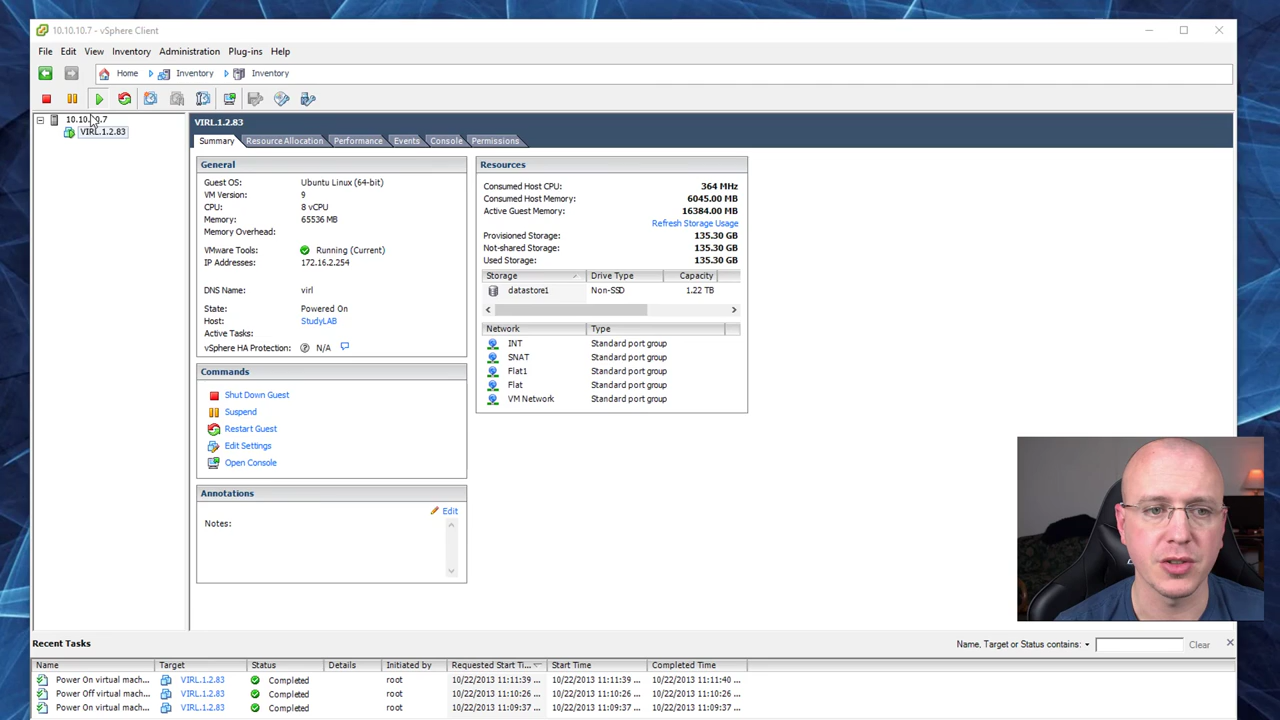 10.10.10.7 - vSphere Client
File Edit View Inventory Administration Plug-ins Help
Home Inventory Inventory
VIRL.1.2.83
VIRL.1.2.83
Summary Resource Allocation Performance Events Console Permissions
General
Guest OS: Ubuntu Linux (64-bit)
VM Version: 9
CPU: 8 vCPU
Memory: 65536 MB
Memory Overhead:
VMware Tools: Running (Current)
IP Addresses: 172.16.2.254
DNS Name: virl
State: Powered On
Host: StudyLAB
Active Tasks:
vSphere HA Protection: N/A
Commands
Shut Down Guest
Suspend
Restart Guest
Edit Settings
Open Console
Annotations
Edit
Notes:
Resources
Consumed Host CPU: 364 MHz
Consumed Host Memory: 6045.00 MB
Active Guest Memory: 16384.00 MB
Refresh Storage Usage
Provisioned Storage: 135.30 GB
Not-shared Storage: 135.30 GB
Used Storage: 135.30 GB
Storage Drive Type Capacity
datastore1 Non-SSD 1.22 TB
Network Type
INT Standard port group
SNAT Standard port group
Flat1 Standard port group
Flat Standard port group
VM Network Standard port group
Recent Tasks Name, Target or Status contains: Clear
Name Target Status Details Initiated by Requested Start Ti... Start Time Completed Time
Power On virtual mach... VIRL.1.2.83 Completed root 10/22/2013 11:11:39 ... 10/22/2013 11:11:39 ... 10/22/2013 11:11:40 ...
Power Off virtual mach... VIRL.1.2.83 Completed root 10/22/2013 11:10:26 ... 10/22/2013 11:10:26 ... 10/22/2013 11:10:26 ...
Power On virtual mach... VIRL.1.2.83 Completed root 10/22/2013 11:09:37 ... 10/22/2013 11:09:37 ... 10/22/2013 11:09:37 ...